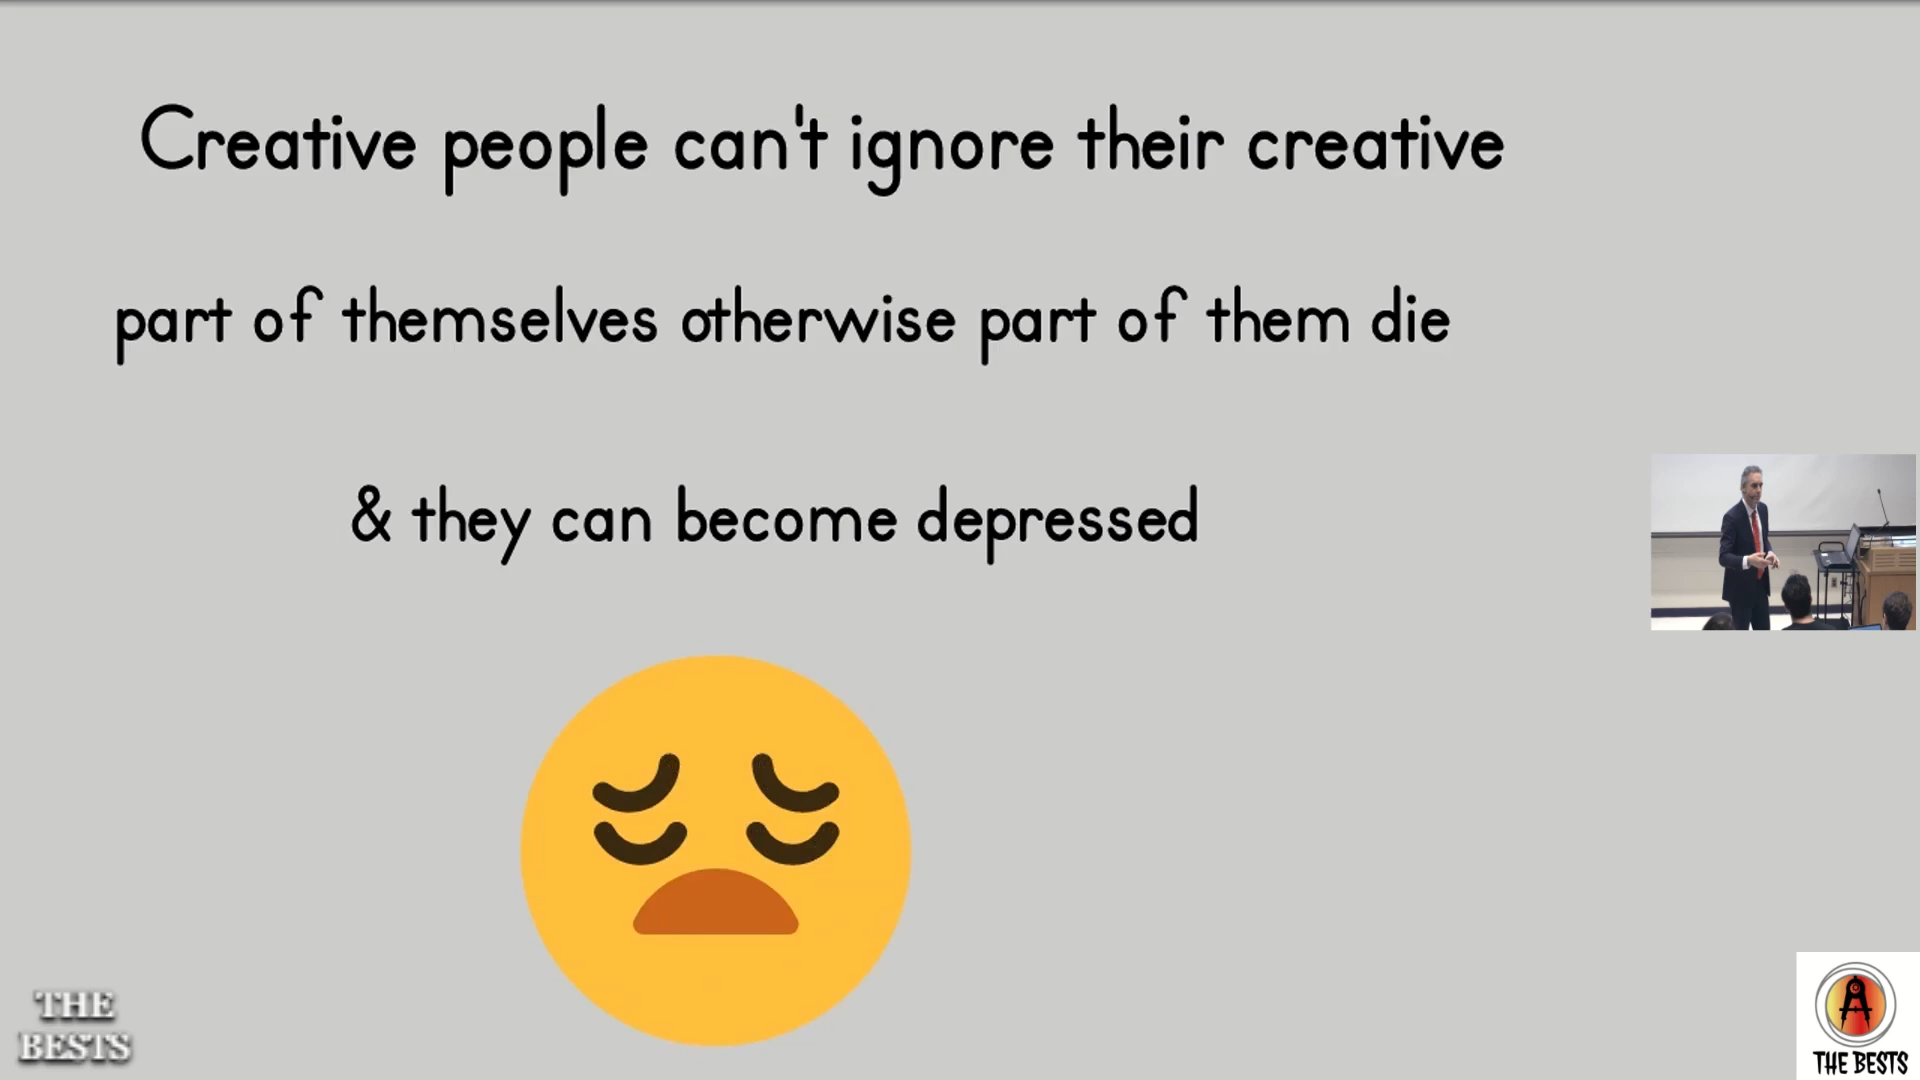 Creative people can't ignore their creative
part of themselves otherwise part of them die
& they can become depressed
THE
BESTS
A
THE BESTS